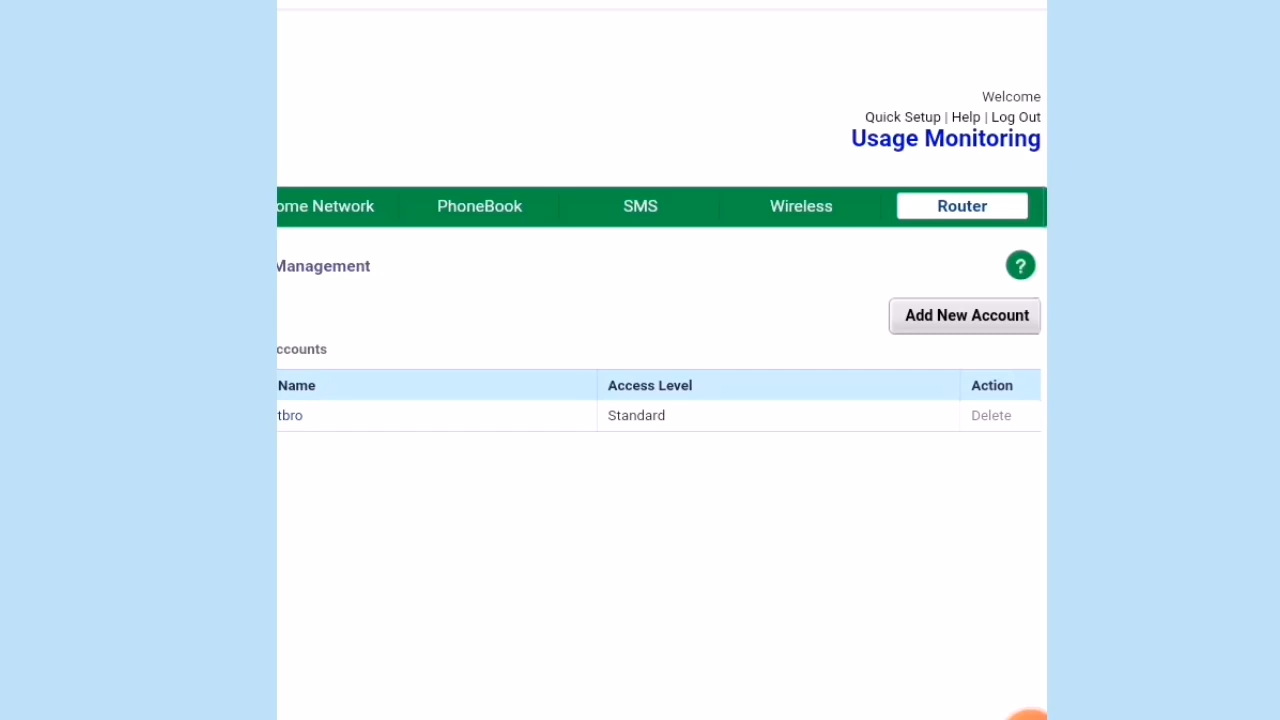 Welcome
Quick Setup | Help | Log Out
Usage Monitoring
ome Network PhoneBook SMS Wireless Router
Management
?
Add New Account
ccounts
Name Access Level Action
tbro Standard Delete